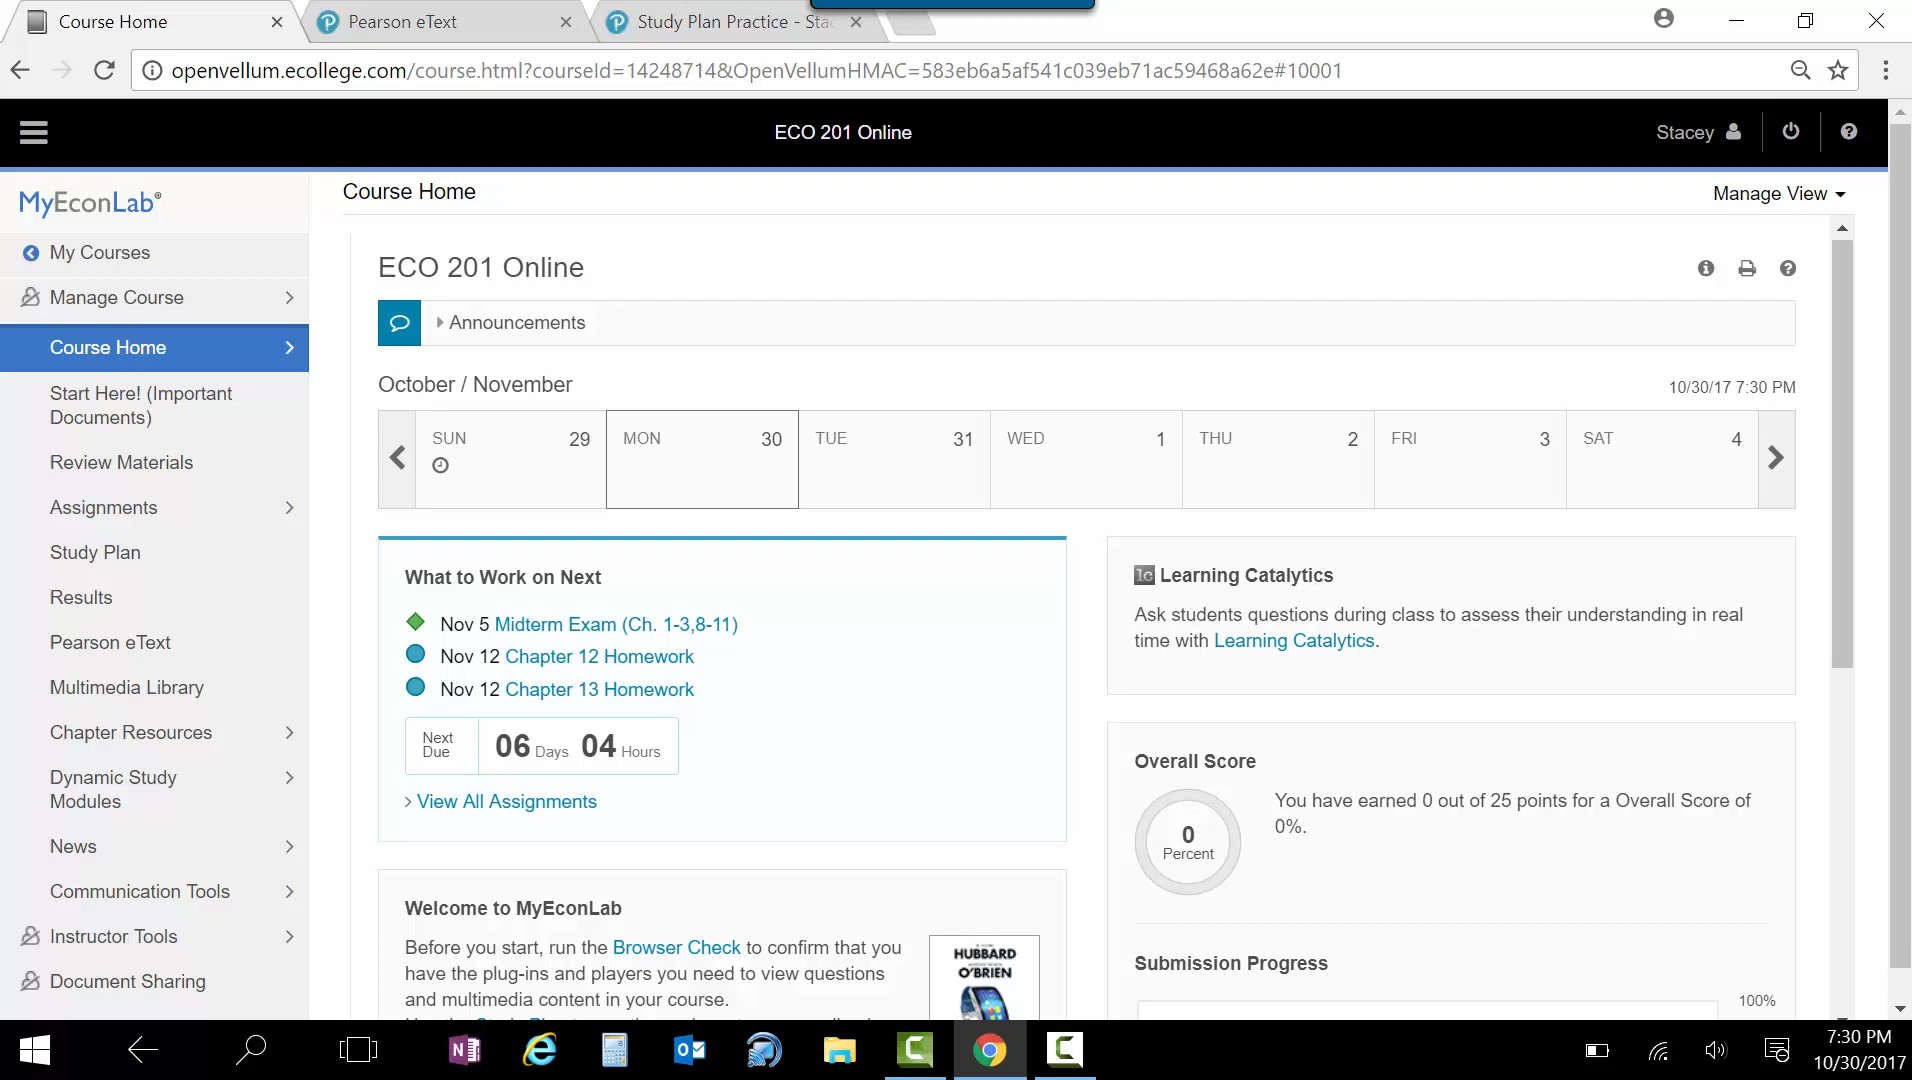 Course Home
Pearson eText
Study Plan Practice - Sta
openvellum.ecollege.com/course.html?courseId=14248714&OpenVellumHMAC=583eb6a5af541c039eb71ac59468a62e#10001
ECO 201 Online
Stacey
MyEconLab®
My Courses
Manage Course
Course Home
Start Here! (Important
Documents)
Review Materials
Assignments
Study Plan
Results
Pearson eText
Multimedia Library
Chapter Resources
Dynamic Study
Modules
News
Communication Tools
Instructor Tools
Document Sharing
Course Home
Manage View
ECO 201 Online
Announcements
October / November
10/30/17 7:30 PM
SUN 29
MON 30
TUE 31
WED 1
THU 2
FRI 3
SAT 4
What to Work on Next
Nov 5 Midterm Exam (Ch. 1-3,8-11)
Nov 12 Chapter 12 Homework
Nov 12 Chapter 13 Homework
Next
Due
06 Days 04 Hours
View All Assignments
Welcome to MyEconLab
Before you start, run the Browser Check to confirm that you
have the plug-ins and players you need to view questions
and multimedia content in your course.
HUBBARD
O'BRIEN
lc Learning Catalytics
Ask students questions during class to assess their understanding in real
time with Learning Catalytics.
Overall Score
0
Percent
You have earned 0 out of 25 points for a Overall Score of
0%.
Submission Progress
100%
7:30 PM
10/30/2017